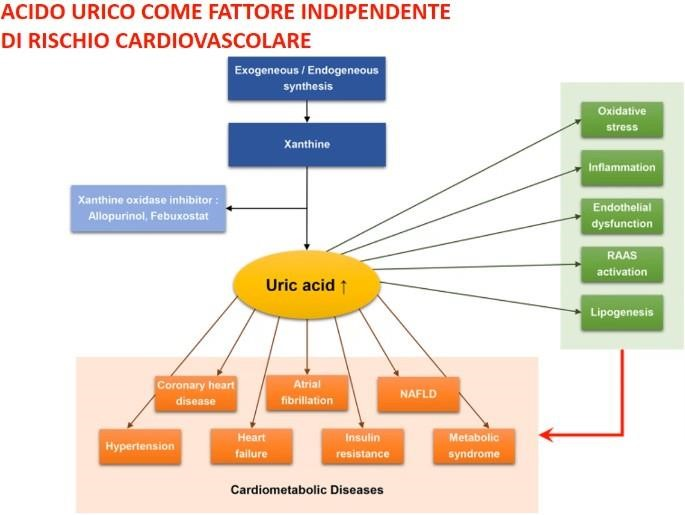 ACIDO URICO COME FATTORE INDIPENDENTE
DI RISCHIO CARDIOVASCOLARE
Exogeneous / Endogeneous
synthesis
Xanthine
Xanthine oxidase inhibitor :
Allopurinol, Febuxostat
Uric acid ↑
Oxidative
stress
Inflammation
Endothelial
dysfunction
RAAS
activation
Lipogenesis
Coronary heart
disease
Atrial
fibrillation
NAFLD
Hypertension
Heart
failure
Insulin
resistance
Metabolic
syndrome
Cardiometabolic Diseases